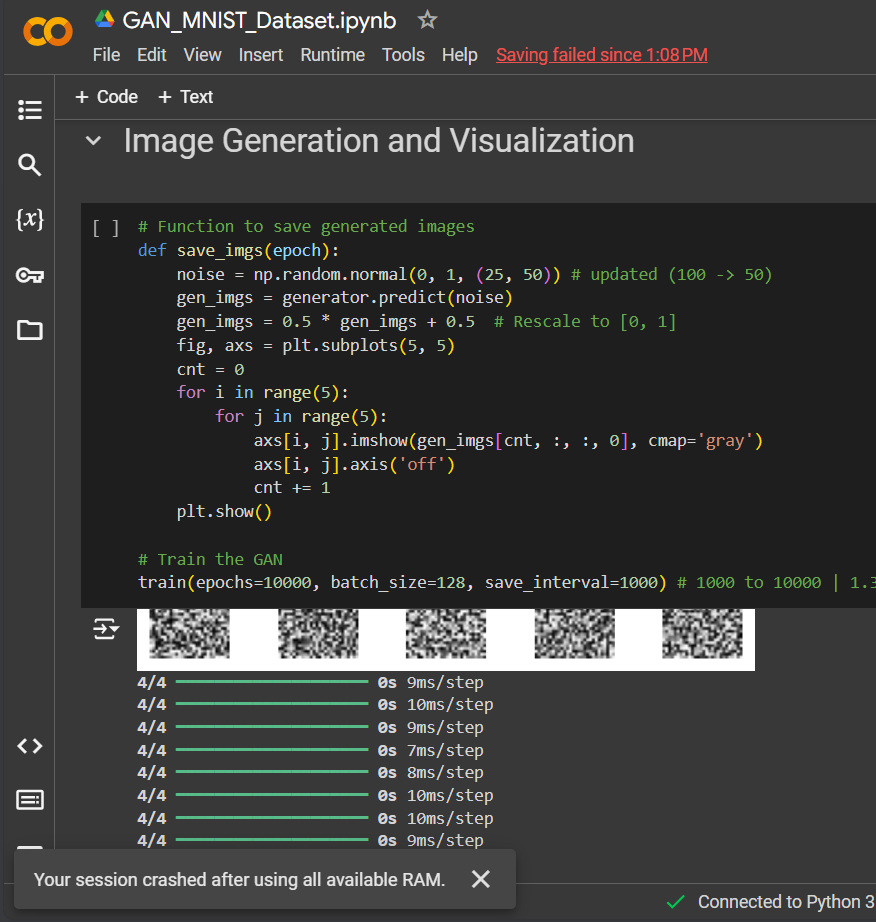 GAN_MNIST_Dataset.ipynb
File Edit View Insert Runtime Tools Help Saving failed since 1:08 PM
+ Code + Text
Image Generation and Visualization
[ ] # Function to save generated images
def save_imgs(epoch):
    noise = np.random.normal(0, 1, (25, 50)) # updated (100 -> 50)
    gen_imgs = generator.predict(noise)
    gen_imgs = 0.5 * gen_imgs + 0.5  # Rescale to [0, 1]
    fig, axs = plt.subplots(5, 5)
    cnt = 0
    for i in range(5):
        for j in range(5):
            axs[i, j].imshow(gen_imgs[cnt, :, :, 0], cmap='gray')
            axs[i, j].axis('off')
            cnt += 1
    plt.show()
# Train the GAN
train(epochs=10000, batch_size=128, save_interval=1000) # 1000 to 10000 | 1.3
4/4 0s 9ms/step
4/4 0s 10ms/step
4/4 0s 9ms/step
4/4 0s 7ms/step
4/4 0s 8ms/step
4/4 0s 10ms/step
4/4 0s 10ms/step
4/4 0s 9ms/step
Your session crashed after using all available RAM.
Connected to Python 3